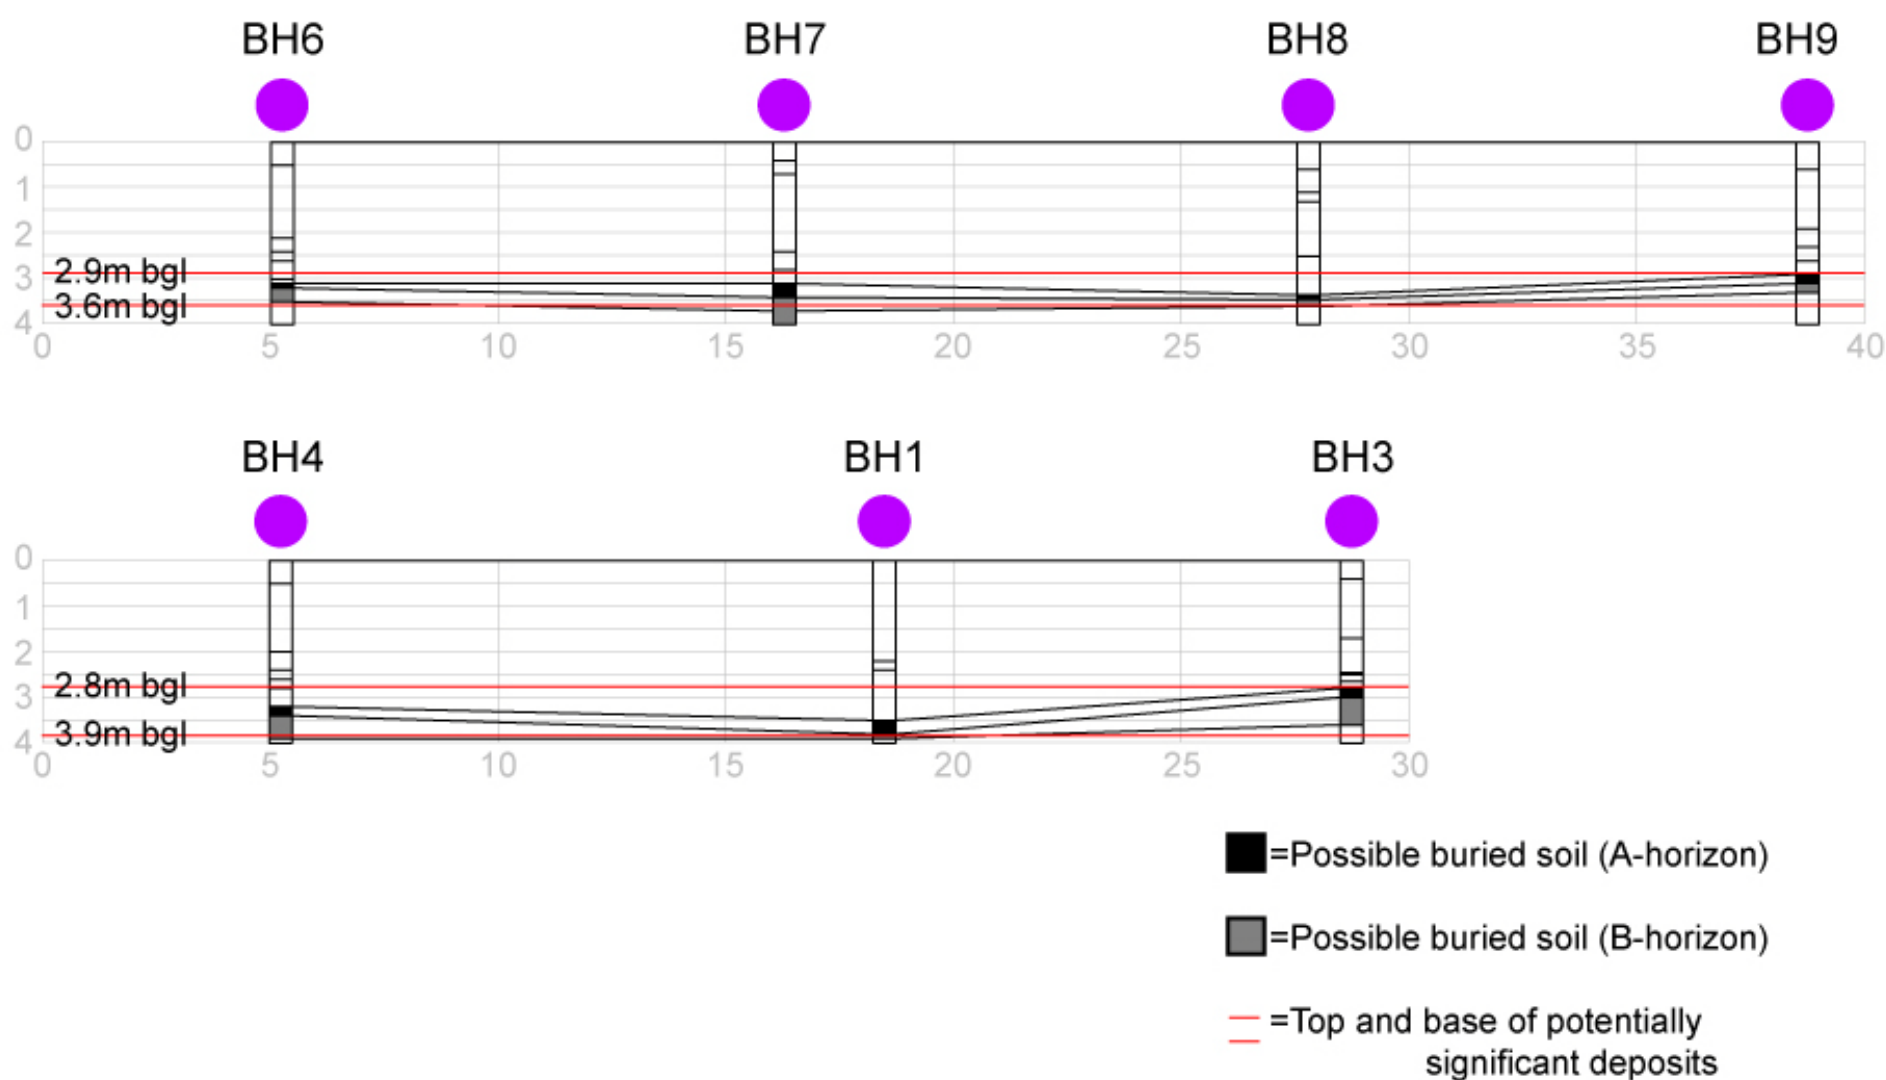 BH6 BH7 BH8 BH9
0
1
2
2.9m bgl
3
3.6m bgl
4
0 5 10 15 20 25 30 35 40
BH4 BH1 BH3
0
1
2
2.8m bgl
3
3.9m bgl
4
0 5 10 15 20 25 30
=Possible buried soil (A-horizon)
=Possible buried soil (B-horizon)
=Top and base of potentially
significant deposits